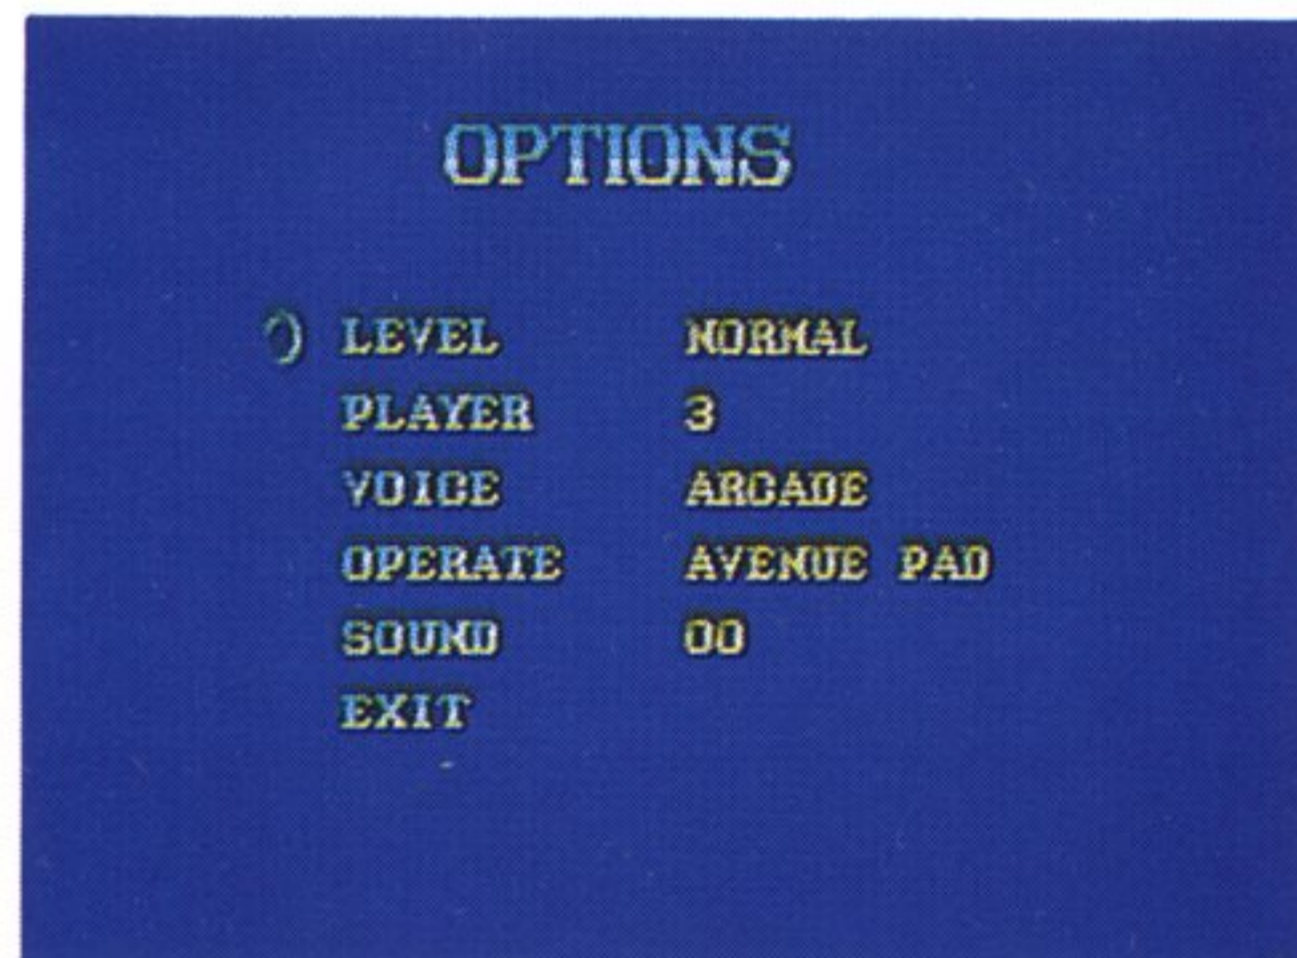 OPTIONS
LEVEL NORMAL
PLAYER 3
VOICE ARCADE
OPERATE AVENUE PAD
SOUND 00
EXIT